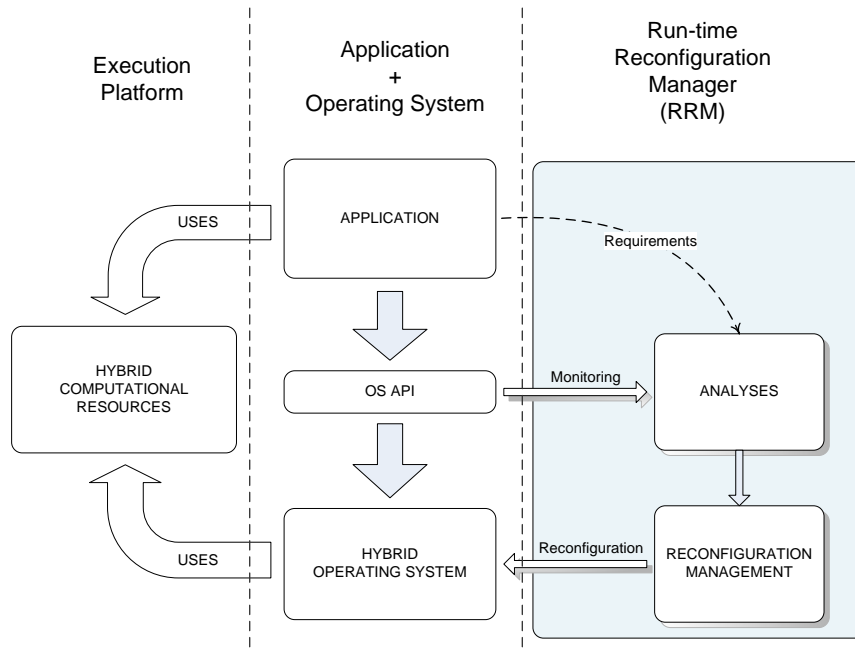 Execution
Platform
Application
+
Operating System
Run-time
Reconfiguration
Manager
(RRM)
USES
APPLICATION
Requirements
HYBRID
COMPUTATIONAL
RESOURCES
OS API
Monitoring
ANALYSES
USES
HYBRID
OPERATING SYSTEM
Reconfiguration
RECONFIGURATION
MANAGEMENT